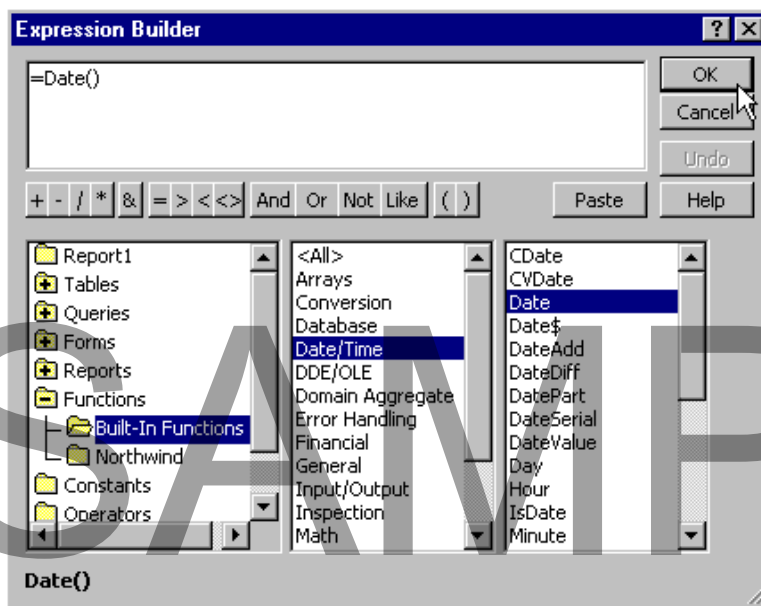 Expression Builder
=Date()
OK
Cancel
Undo
+ - / * & = > < <> And Or Not Like ( ) Paste Help
Report1
Tables
Queries
Forms
Reports
Functions
Built-In Functions
Northwind
Constants
Operators
<All>
Arrays
Conversion
Database
Date/Time
DDE/OLE
Domain Aggregate
Error Handling
Financial
General
Input/Output
Inspection
Math
CDate
CVDate
Date
Date$
DateAdd
DateDiff
DatePart
DateSerial
DateValue
Day
Hour
IsDate
Minute
Date()
SAMP